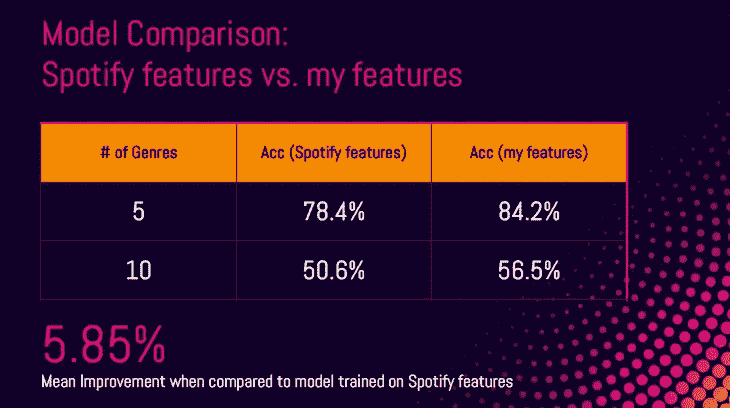 Model Comparison:
Spotify features vs. my features
# of Genres Acc (Spotify features) Acc (my features)
5 78.4% 84.2%
10 50.6% 56.5%
5.85%
Mean Improvement when compared to model trained on Spotify features